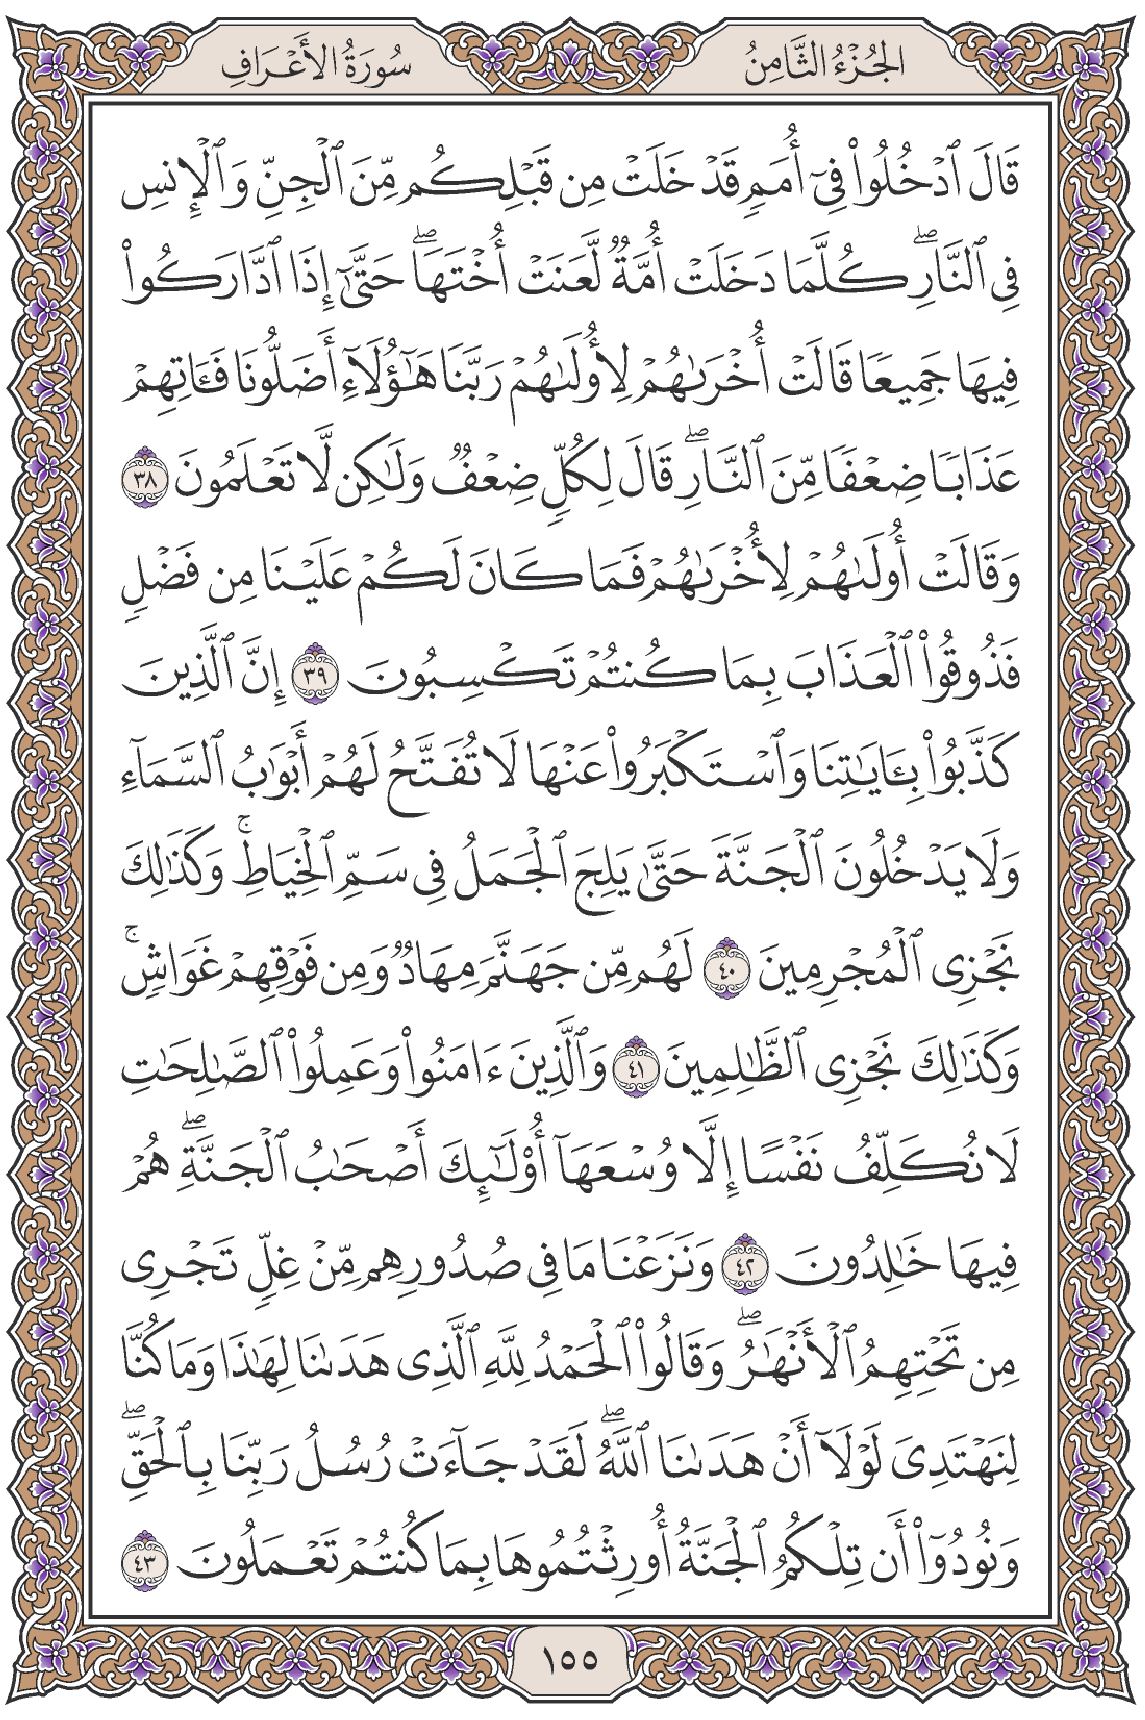 الجُزْءُ الثَّامِنُ
سُورَةُ الأَعْرَافِ
قَالَ ٱدْخُلُوا۟ فِىٓ أُمَمٍ قَدْ خَلَتْ مِن قَبْلِكُم مِّنَ ٱلْجِنِّ وَٱلْإِنسِ
فِى ٱلنَّارِ ۖ كُلَّمَا دَخَلَتْ أُمَّةٌ لَّعَنَتْ أُخْتَهَا ۖ حَتَّىٰٓ إِذَا ٱدَّارَكُوا۟
فِيهَا جَمِيعًا قَالَتْ أُخْرَىٰهُمْ لِأُولَىٰهُمْ رَبَّنَا هَـٰٓؤُلَآءِ أَضَلُّونَا فَـَٔاتِهِمْ
عَذَابًا ضِعْفًا مِّنَ ٱلنَّارِ ۖ قَالَ لِكُلٍّ ضِعْفٌ وَلَـٰكِن لَّا تَعْلَمُونَ ٣٨
وَقَالَتْ أُولَىٰهُمْ لِأُخْرَىٰهُمْ فَمَا كَانَ لَكُمْ عَلَيْنَا مِن فَضْلٍ
فَذُوقُوا۟ ٱلْعَذَابَ بِمَا كُنتُمْ تَكْسِبُونَ ٣٩ إِنَّ ٱلَّذِينَ
كَذَّبُوا۟ بِـَٔايَـٰتِنَا وَٱسْتَكْبَرُوا۟ عَنْهَا لَا تُفَتَّحُ لَهُمْ أَبْوَٰبُ ٱلسَّمَآءِ
وَلَا يَدْخُلُونَ ٱلْجَنَّةَ حَتَّىٰ يَلِجَ ٱلْجَمَلُ فِى سَمِّ ٱلْخِيَاطِ ۚ وَكَذَٰلِكَ
نَجْزِى ٱلْمُجْرِمِينَ ٤٠ لَهُم مِّن جَهَنَّمَ مِهَادٌ وَمِن فَوْقِهِمْ غَوَاشٍ ۚ
وَكَذَٰلِكَ نَجْزِى ٱلظَّـٰلِمِينَ ٤١ وَٱلَّذِينَ ءَامَنُوا۟ وَعَمِلُوا۟ ٱلصَّـٰلِحَـٰتِ
لَا نُكَلِّفُ نَفْسًا إِلَّا وُسْعَهَآ أُو۟لَـٰٓئِكَ أَصْحَـٰبُ ٱلْجَنَّةِ ۖ هُمْ
فِيهَا خَـٰلِدُونَ ٤٢ وَنَزَعْنَا مَا فِى صُدُورِهِم مِّنْ غِلٍّ تَجْرِى
مِن تَحْتِهِمُ ٱلْأَنْهَـٰرُ ۖ وَقَالُوا۟ ٱلْحَمْدُ لِلَّهِ ٱلَّذِى هَدَىٰنَا لِهَـٰذَا وَمَا كُنَّا
لِنَهْتَدِىَ لَوْلَآ أَنْ هَدَىٰنَا ٱللَّهُ ۖ لَقَدْ جَآءَتْ رُسُلُ رَبِّنَا بِٱلْحَقِّ ۖ
وَنُودُوٓا۟ أَن تِلْكُمُ ٱلْجَنَّةُ أُورِثْتُمُوهَا بِمَا كُنتُمْ تَعْمَلُونَ ٤٣
١٥٥